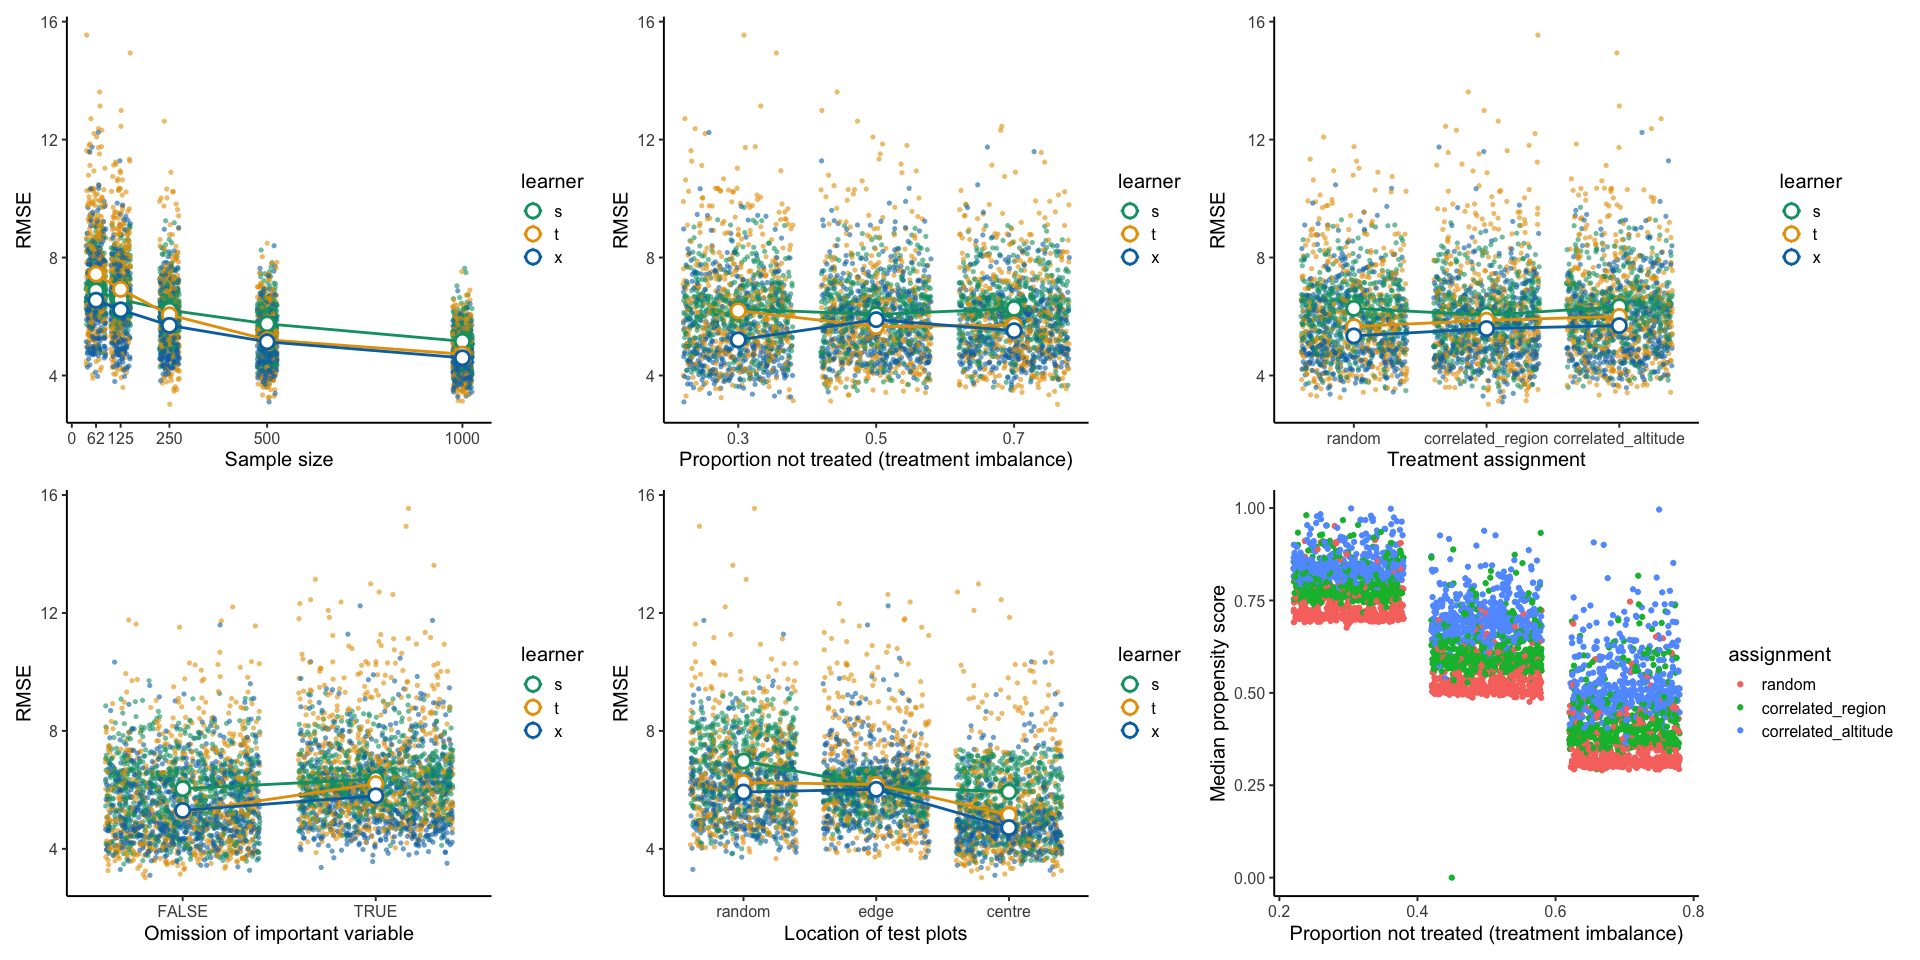 16
12
8
4
RMSE
0 62 125 250 500 1000
Sample size
learner
s
t
x
16
12
8
4
RMSE
0.3 0.5 0.7
Proportion not treated (treatment imbalance)
learner
s
t
x
16
12
8
4
RMSE
random correlated_region correlated_altitude
Treatment assignment
learner
s
t
x
16
12
8
4
RMSE
FALSE TRUE
Omission of important variable
learner
s
t
x
16
12
8
4
RMSE
random edge centre
Location of test plots
learner
s
t
x
1.00
0.75
0.50
0.25
0.00
Median propensity score
0.2 0.4 0.6 0.8
Proportion not treated (treatment imbalance)
assignment
random
correlated_region
correlated_altitude